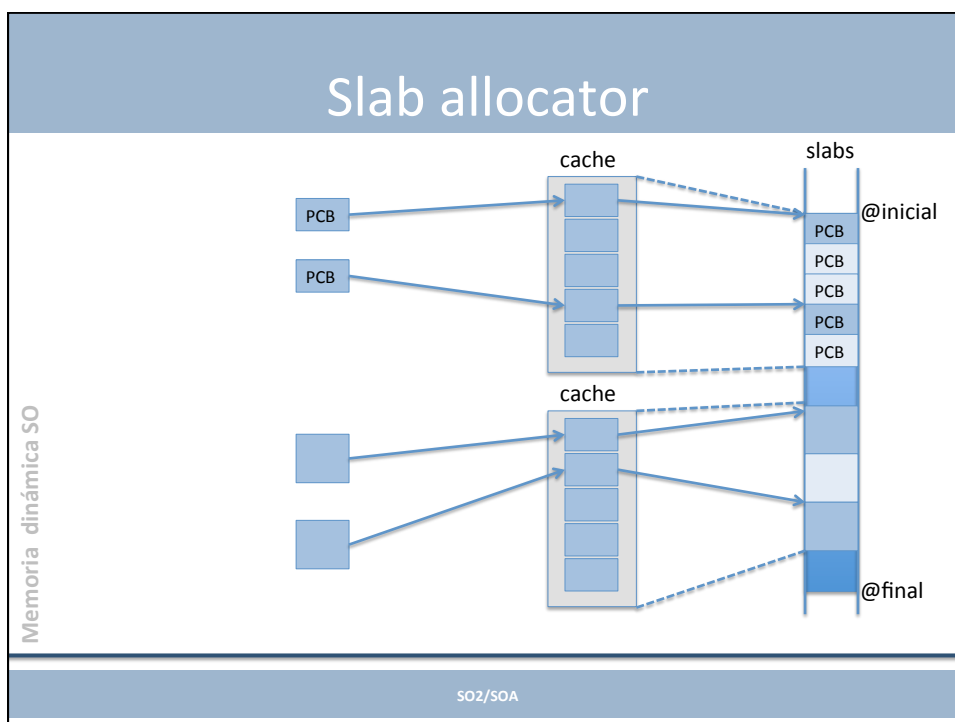 Slab allocator
cache
slabs
PCB
PCB
@inicial
PCB
PCB
PCB
PCB
PCB
cache
@final
Memoria dinámica SO
SO2/SOA